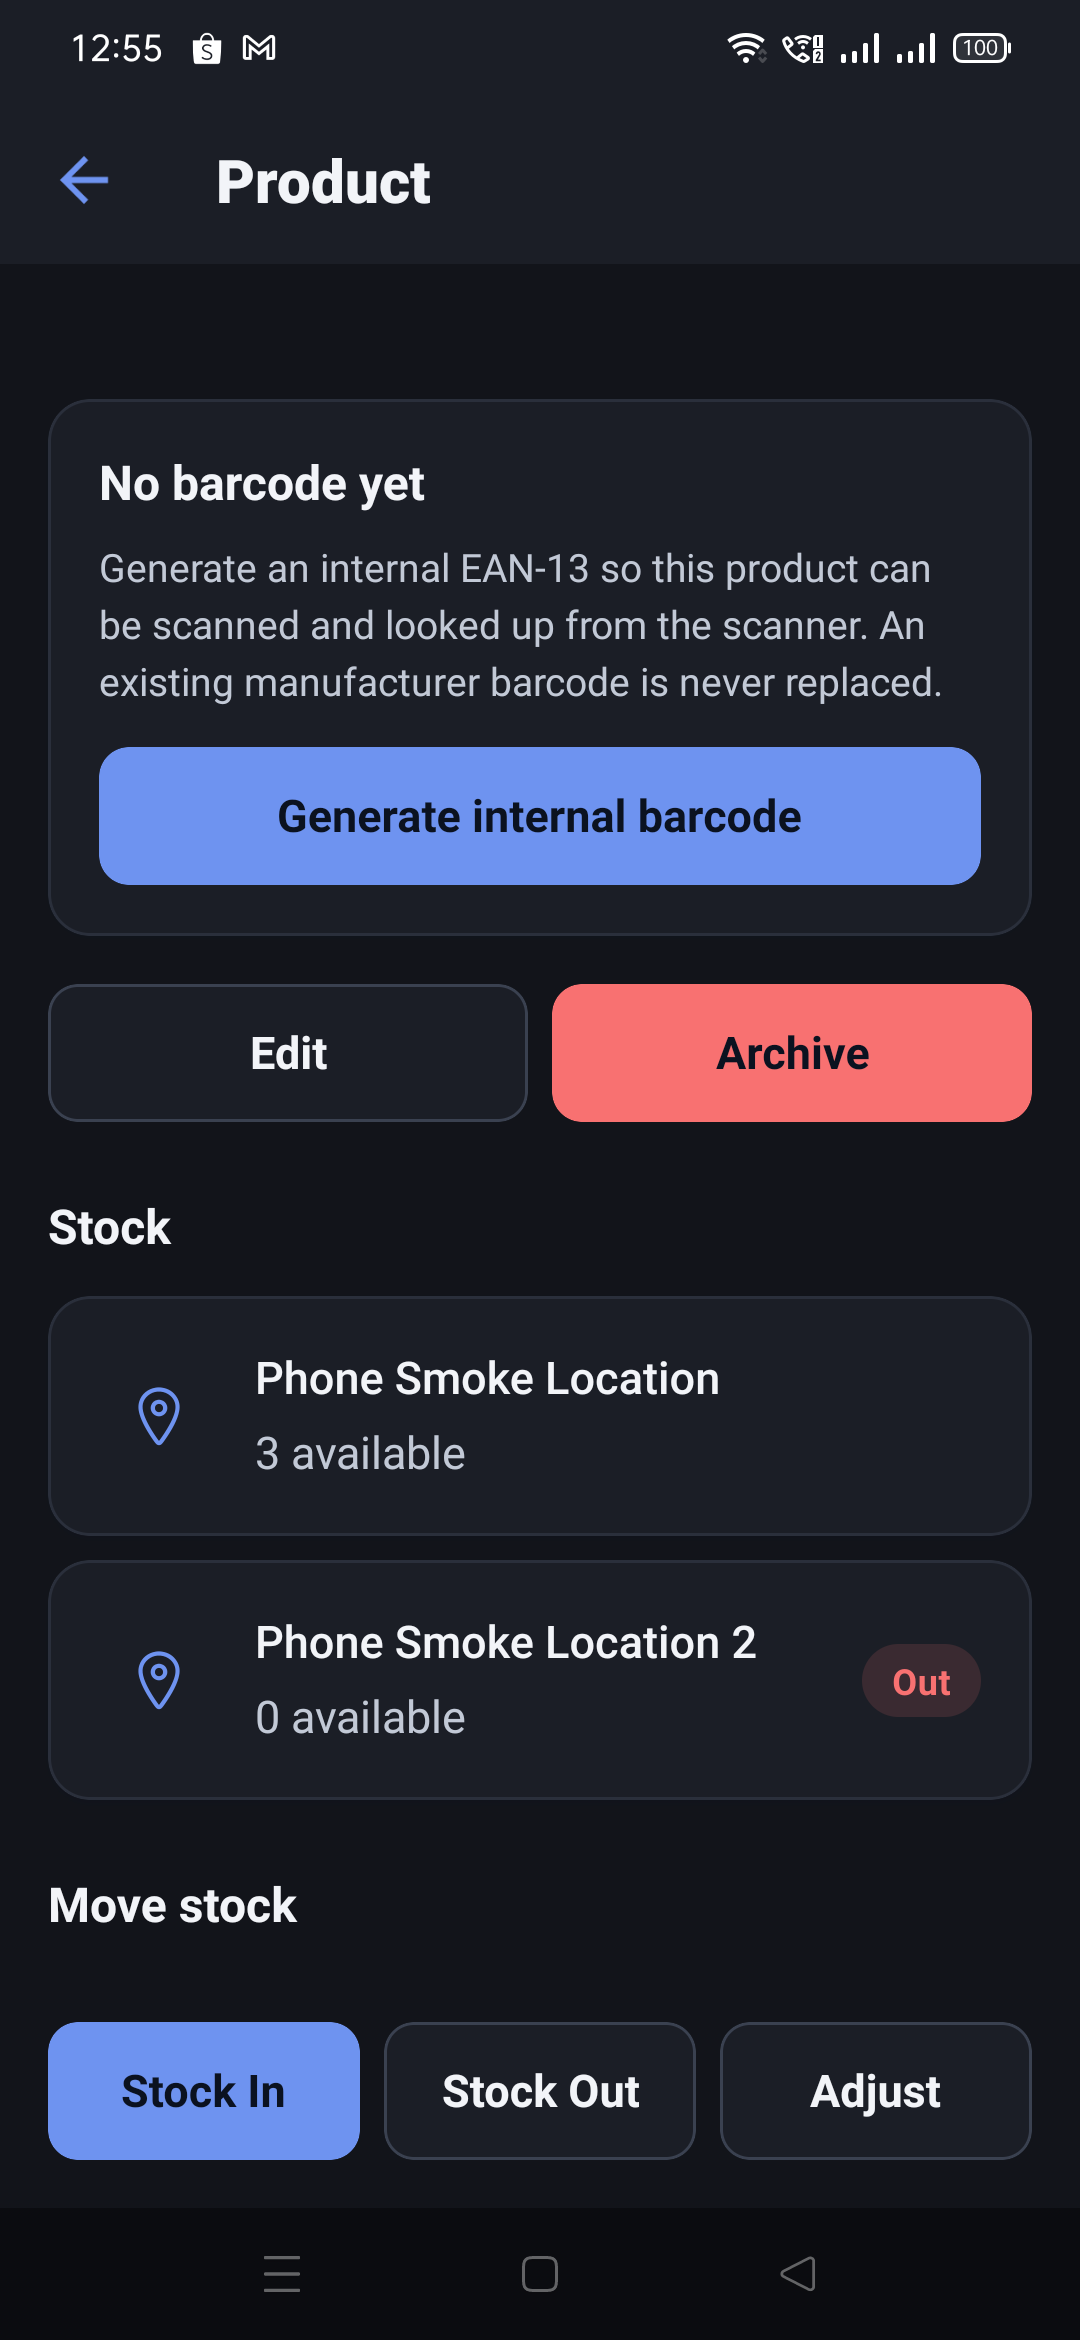 12:55
100
Product
No barcode yet
Generate an internal EAN-13 so this product can
be scanned and looked up from the scanner. An
existing manufacturer barcode is never replaced.
Generate internal barcode
Edit
Archive
Stock
Phone Smoke Location
3 available
Phone Smoke Location 2
0 available
Out
Move stock
Stock In
Stock Out
Adjust